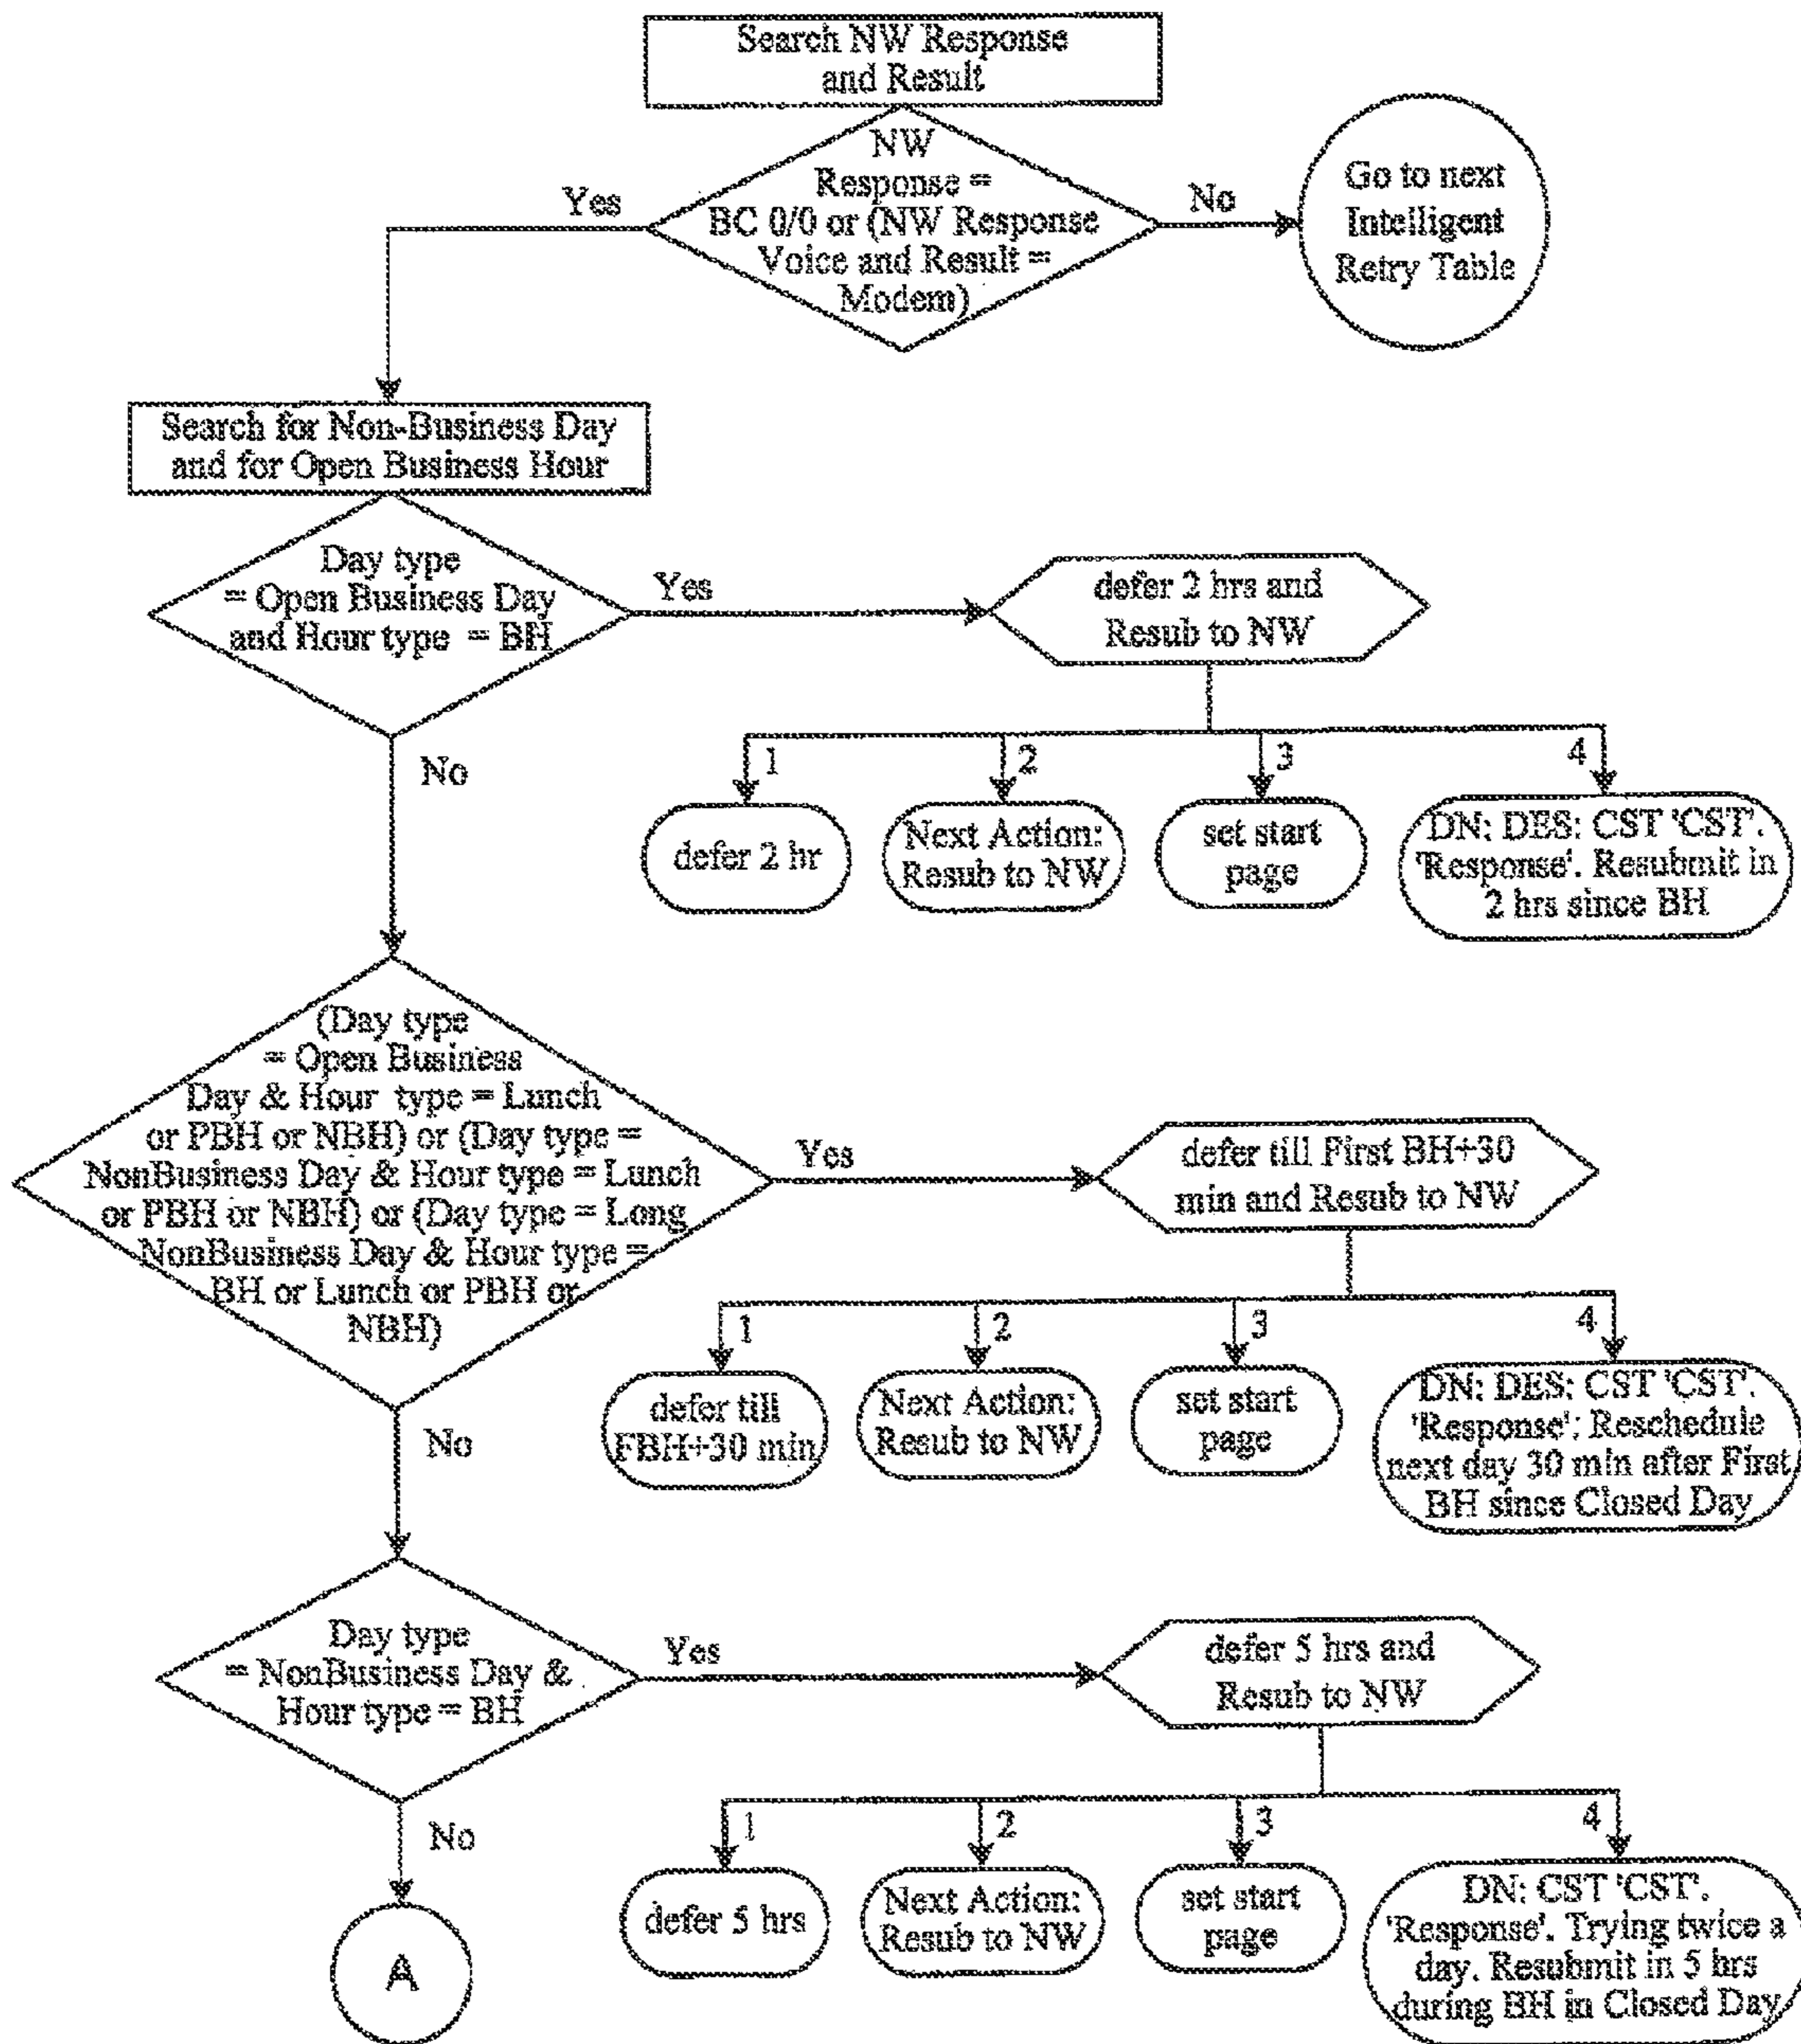 Search NW Response
and Result
NW
Response =
BC 0/0 or (NW Response
Voice and Result =
Modem)
Yes
No
Go to next
Intelligent
Retry Table
Search for Non-Business Day
and for Open Business Hour
Day type
= Open Business Day
and Hour type = BH
Yes
defer 2 hrs and
Resub to NW
No
1
2
3
4
defer 2 hr
Next Action:
Resub to NW
set start
page
DN: DES: CST 'CST'.
'Response'. Resubmit in
2 hrs since BH
(Day type
= Open Business
Day & Hour type = Lunch
or PBH or NBH) or (Day type =
NonBusiness Day & Hour type = Lunch
or PBH or NBH) or (Day type = Long
NonBusiness Day & Hour type =
BH or Lunch or PBH or
NBH)
Yes
defer till First BH+30
min and Resub to NW
No
1
2
3
4
defer till
FBH+30 min
Next Action:
Resub to NW
set start
page
DN: DES: CST 'CST'.
'Response'; Reschedule
next day 30 min after First
BH since Closed Day
Day type
= NonBusiness Day &
Hour type = BH
Yes
defer 5 hrs and
Resub to NW
No
1
2
3
4
defer 5 hrs
Next Action:
Resub to NW
set start
page
DN: CST 'CST'.
'Response'. Trying twice a
day. Resubmit in 5 hrs
during BH in Closed Day
A